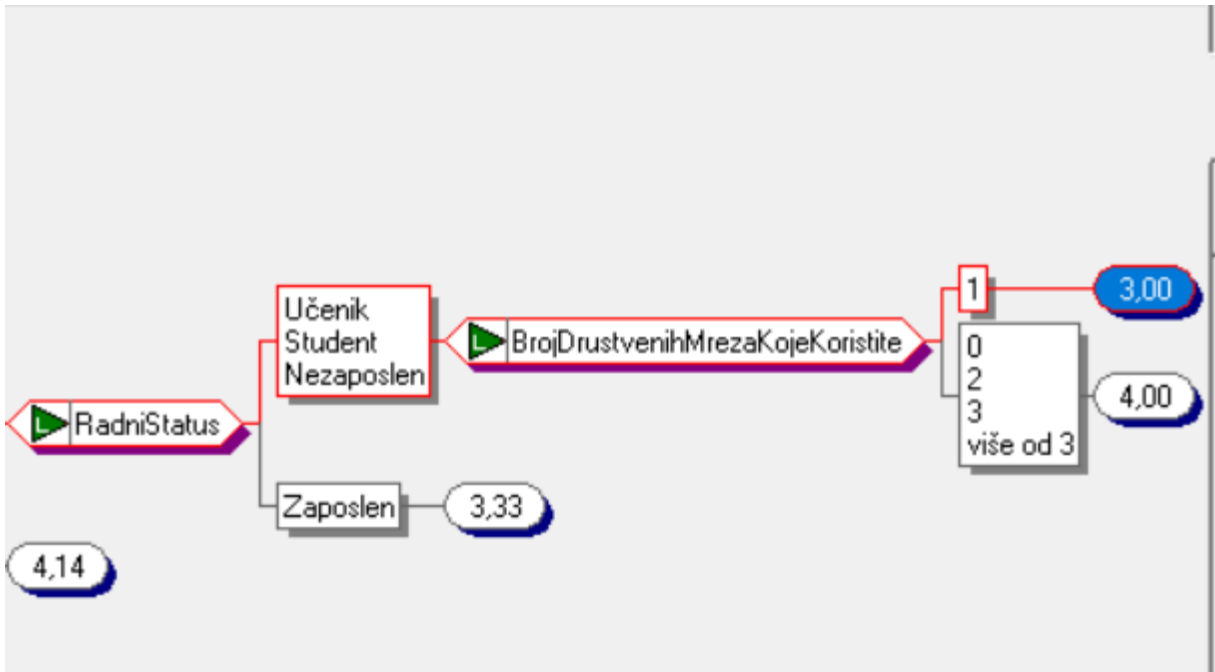 RadniStatus
Učenik
Student
Nezaposlen
BrojDrustvenihMrezaKojeKoristite
1
3,00
0
2
3
više od 3
4,00
Zaposlen
3,33
4,14